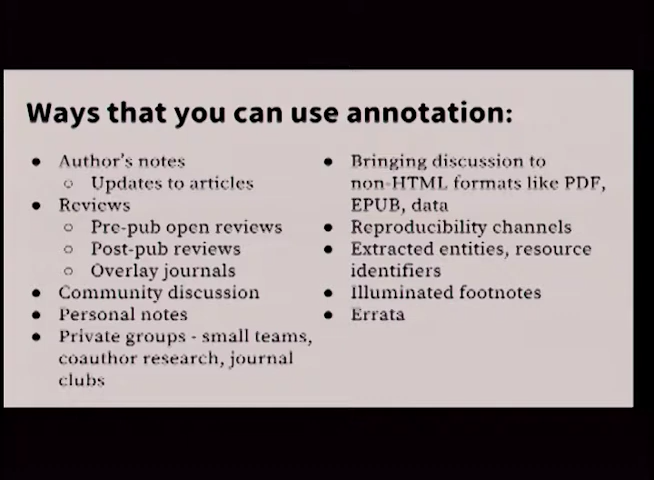 Ways that you can use annotation:
● Author's notes
○ Updates to articles
● Reviews
○ Pre-pub open reviews
○ Post-pub reviews
○ Overlay journals
● Community discussion
● Personal notes
● Private groups - small teams,
coauthor research, journal
clubs
● Bringing discussion to
non-HTML formats like PDF,
EPUB, data
● Reproducibility channels
● Extracted entities, resource
identifiers
● Illuminated footnotes
● Errata